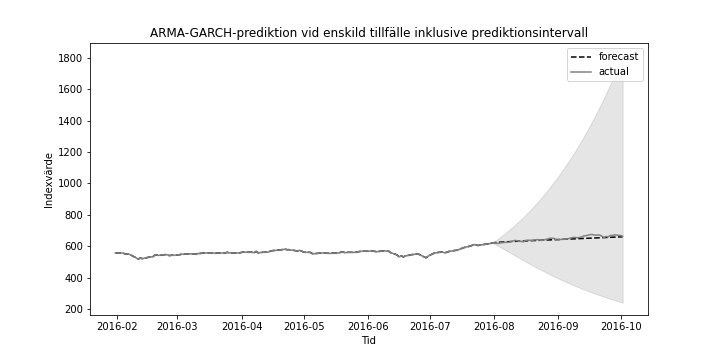 ARMA-GARCH-prediktion vid enskild tillfälle inklusive prediktionsintervall
forecast
actual
1800
1600
1400
1200
1000
800
600
400
200
Indexvärde
2016-02 2016-03 2016-04 2016-05 2016-06 2016-07 2016-08 2016-09 2016-10
Tid